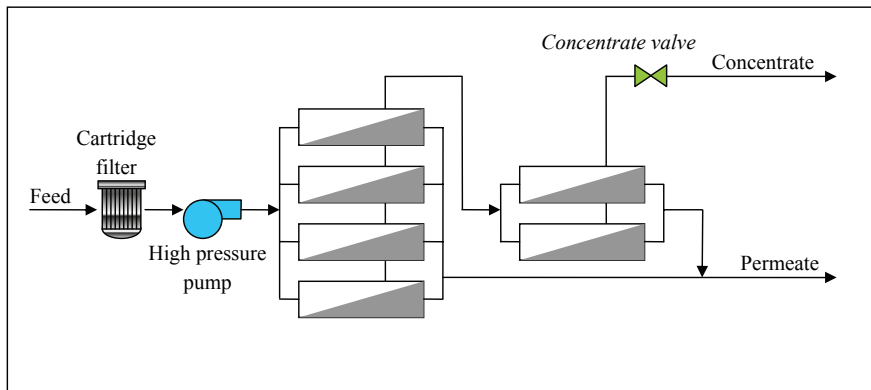 Concentrate valve
Concentrate
Cartridge
filter
Feed
High pressure
pump
Permeate